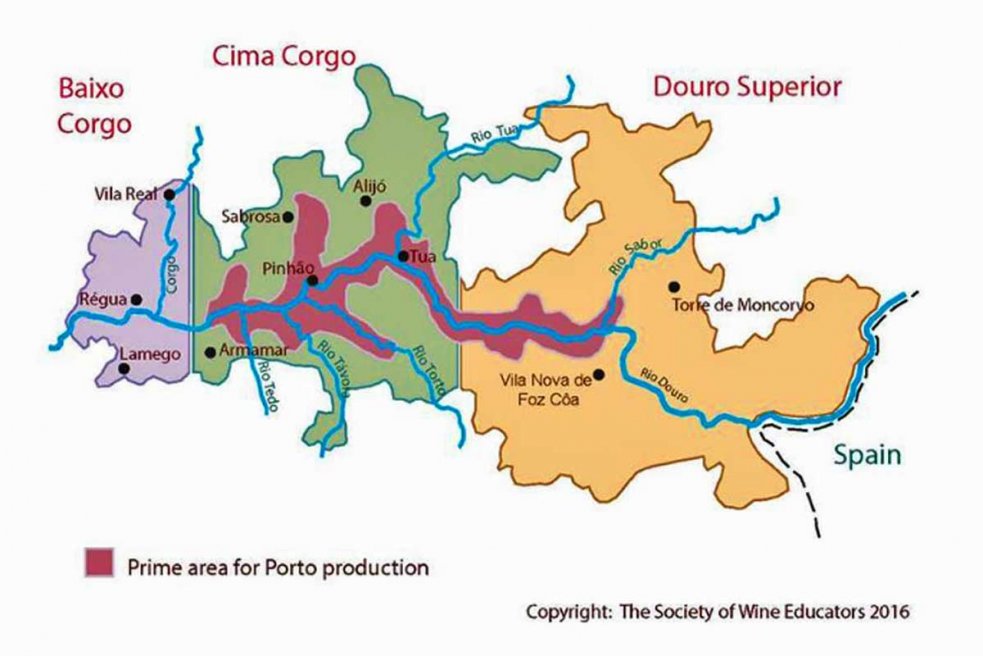 Cima Corgo
Baixo
Corgo
Douro Superior
Rio Tua
Vila Real
Alijó
Sabrosa
Corgo
Pinhão
Tua
Rio Sabor
Régua
Torre de Moncorvo
Lamego
Armamar
Rio Tedo
Rio Távora
Rio Torto
Vila Nova de
Foz Côa
Rio Douro
Spain
Prime area for Porto production
Copyright: The Society of Wine Educators 2016